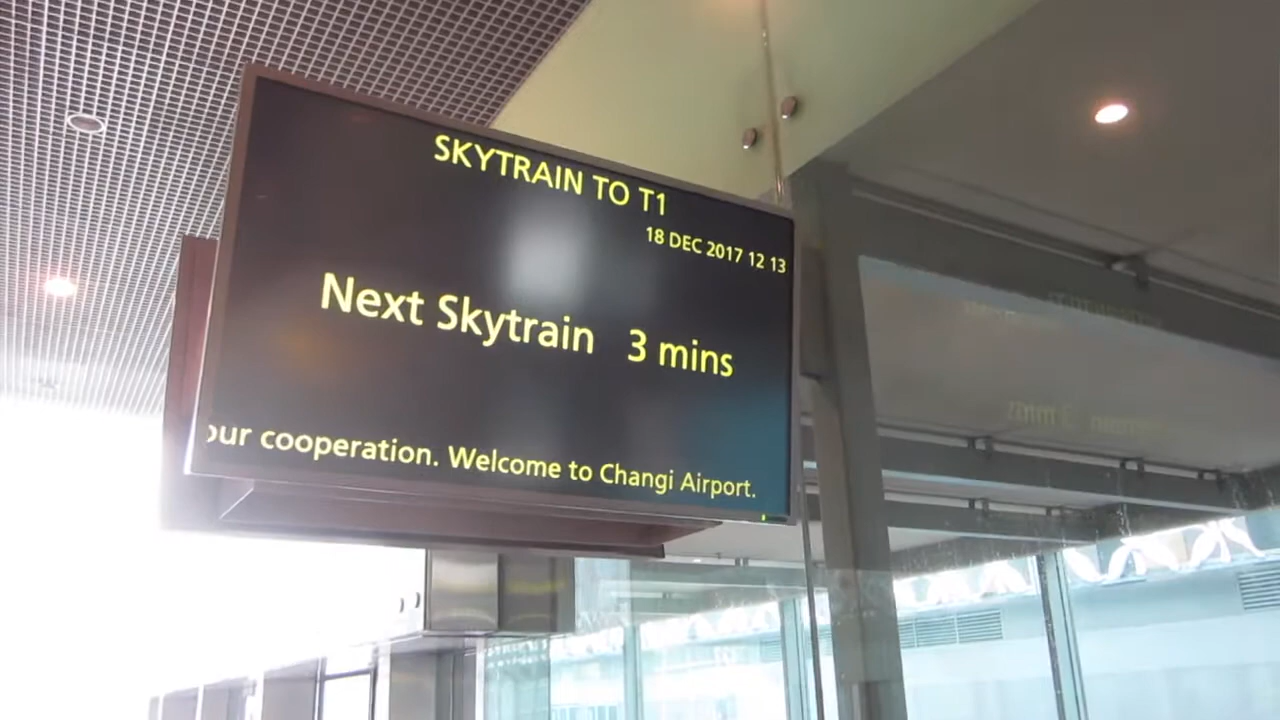 SKYTRAIN TO T1
18 DEC 2017 12 13
Next Skytrain 3 mins
our cooperation. Welcome to Changi Airport.